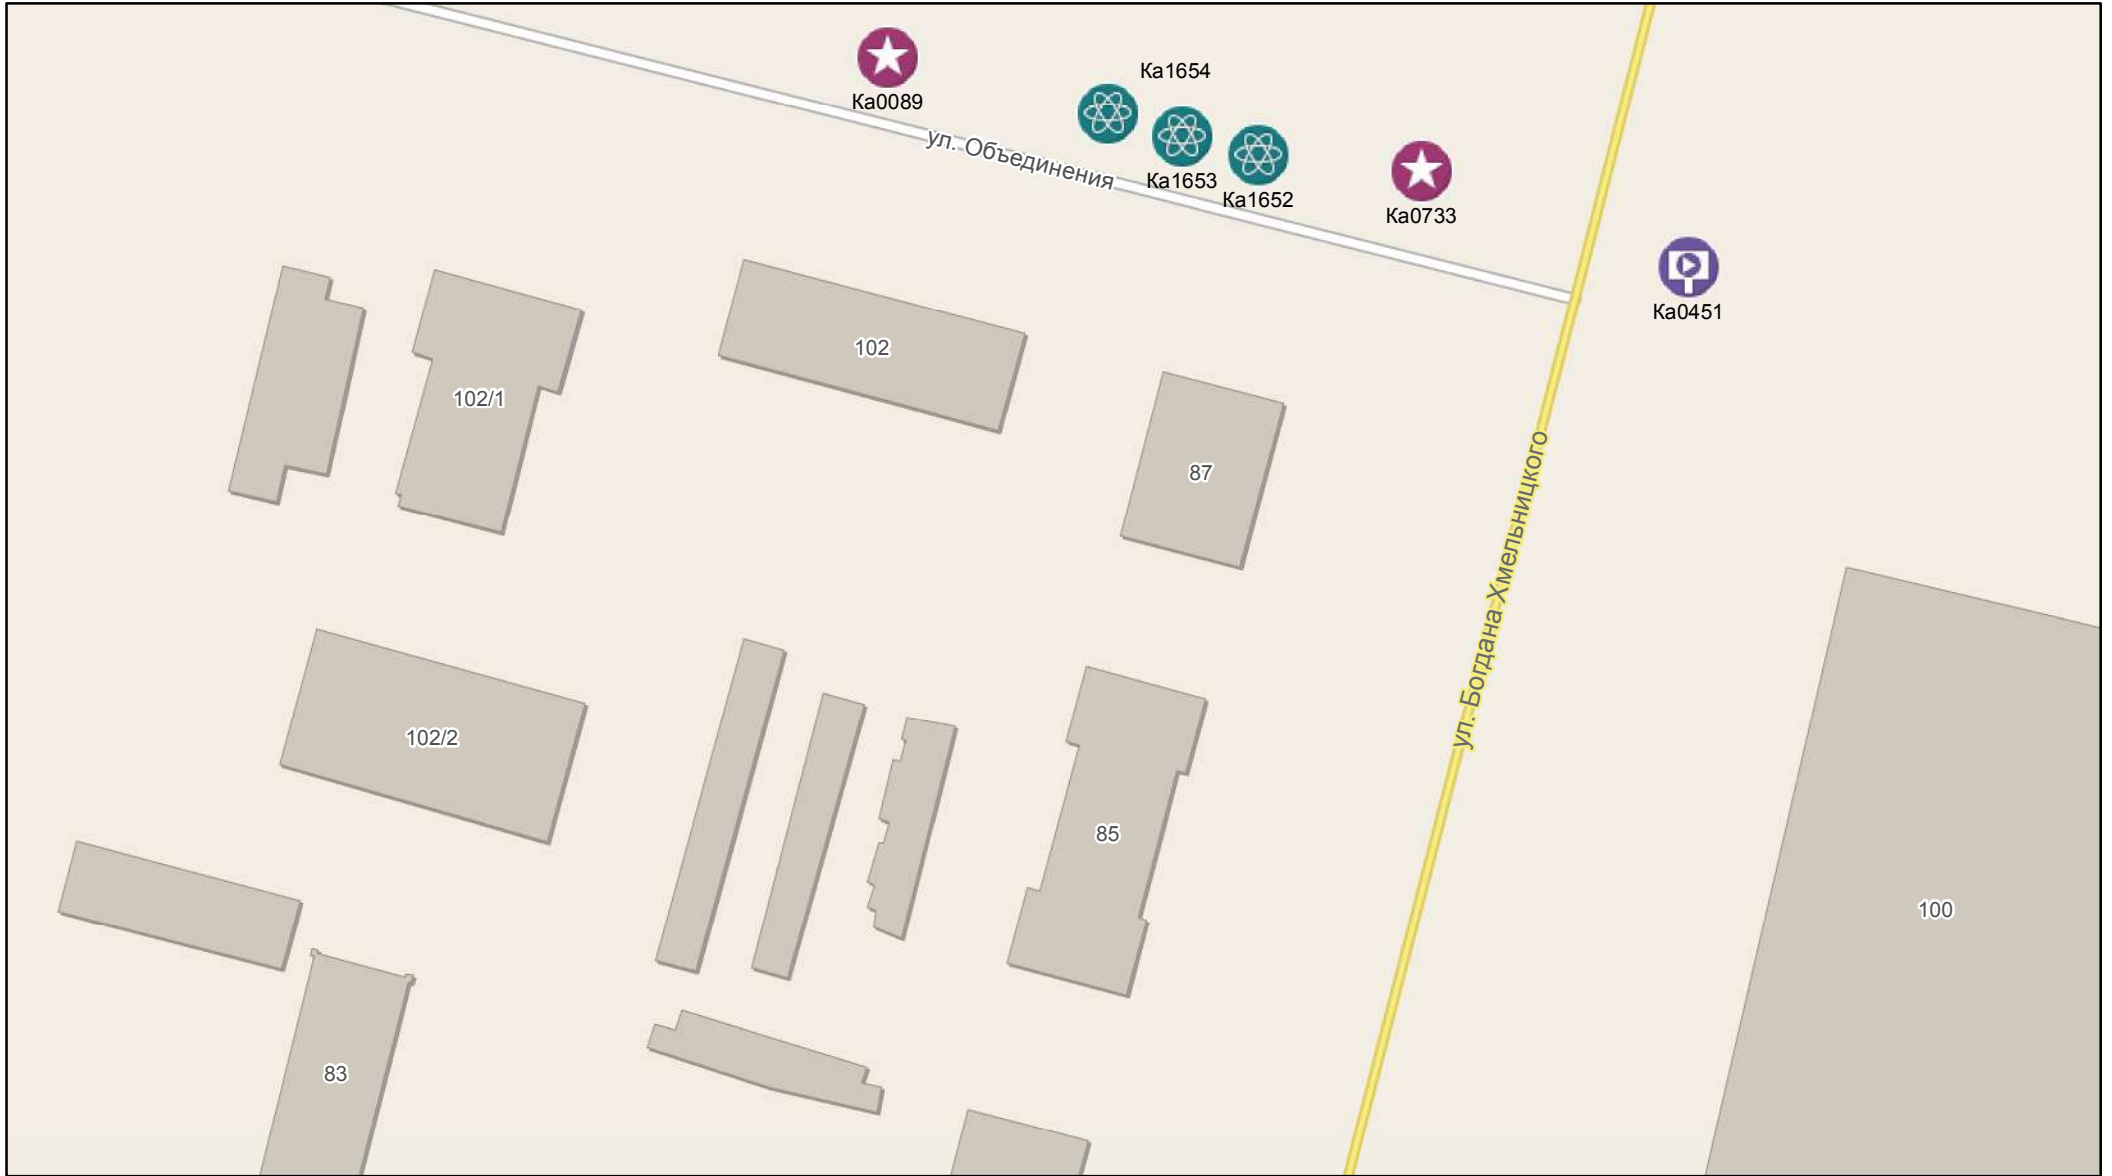 Ка1654
Ка0089
ул. Объединения
Ка1653
Ка1652
Ка0733
Ка0451
102
102/1
87
ул. Богдана Хмельницкого
102/2
85
100
83